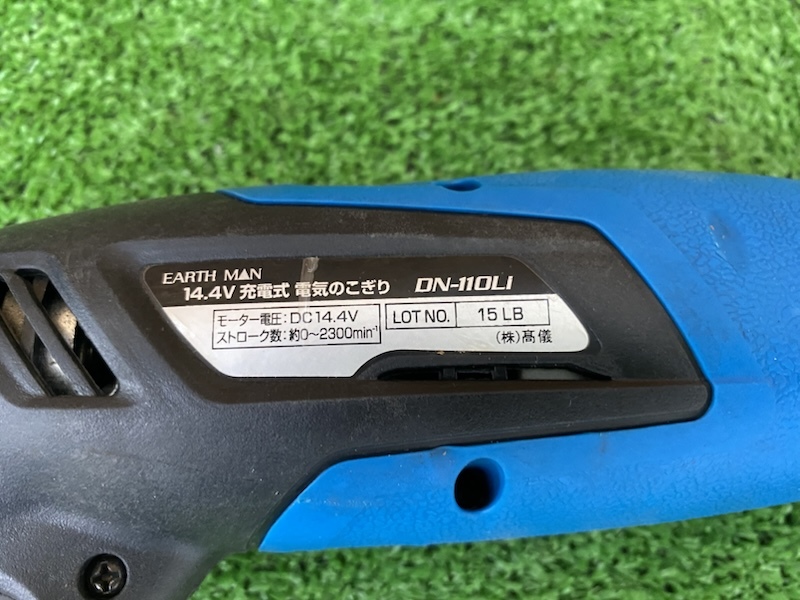 EARTH MAN
14.4V 充電式 電気のこぎり DN-110LI
モーター電圧:DC14.4V
ストローク数:約0~2300min⁻¹
LOT NO. 15 LB
(株)髙儀